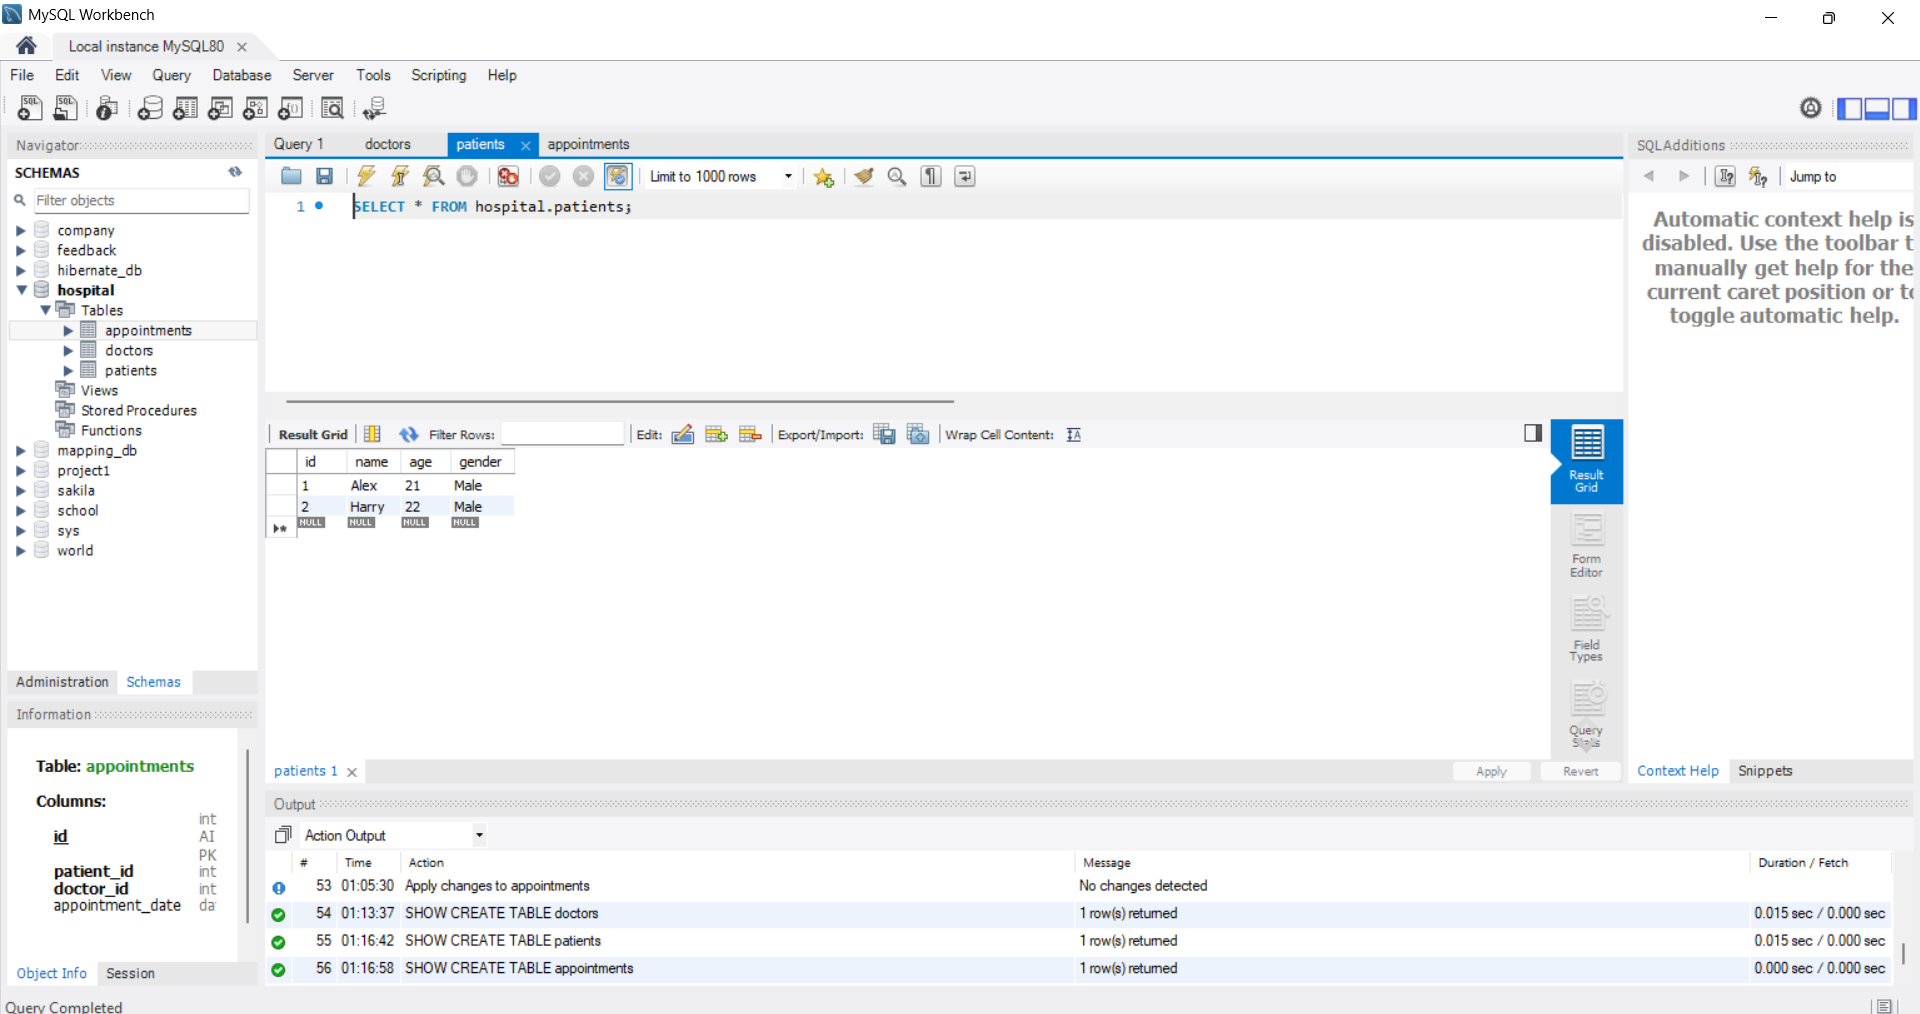 MySQL Workbench
Local instance MySQL80
File Edit View Query Database Server Tools Scripting Help
Navigator
SCHEMAS
Filter objects
company
feedback
hibernate_db
hospital
Tables
appointments
doctors
patients
Views
Stored Procedures
Functions
mapping_db
project1
sakila
school
sys
world
Administration Schemas
Information
Table: appointments
Columns:
id int AI PK
patient_id int
doctor_id int
appointment_date da
Object Info Session
Query 1 doctors patients appointments
Limit to 1000 rows
1 SELECT * FROM hospital.patients;
Result Grid Filter Rows: Edit: Export/Import: Wrap Cell Content:
id name age gender
1 Alex 21 Male
2 Harry 22 Male
NULL NULL NULL NULL
Result Grid
Form Editor
Field Types
Query Stats
patients 1
Apply Revert
SQLAdditions
Jump to
Automatic context help is
disabled. Use the toolbar t
manually get help for the
current caret position or to
toggle automatic help.
Context Help Snippets
Output
Action Output
# Time Action Message Duration / Fetch
53 01:05:30 Apply changes to appointments No changes detected
54 01:13:37 SHOW CREATE TABLE doctors 1 row(s) returned 0.015 sec / 0.000 sec
55 01:16:42 SHOW CREATE TABLE patients 1 row(s) returned 0.015 sec / 0.000 sec
56 01:16:58 SHOW CREATE TABLE appointments 1 row(s) returned 0.000 sec / 0.000 sec
Query Completed